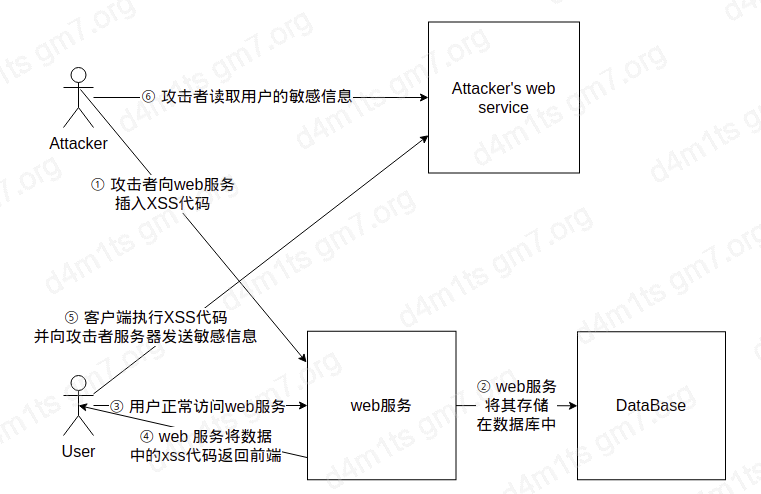 d4m1ts gm7.org
⑥ 攻击者读取用户的敏感信息
Attacker's web
service
Attacker
① 攻击者向web服务
插入XSS代码
⑤ 客户端执行XSS代码
并向攻击者服务器发送敏感信息
② web服务
将其存储
在数据库中
③ 用户正常访问web服务
web服务
DataBase
④ web 服务将数据
中的xss代码返回前端
User